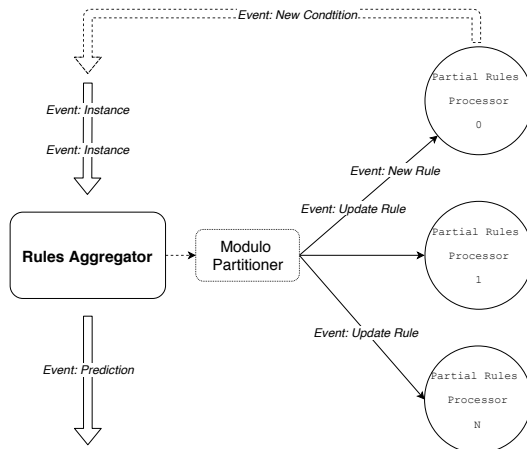 Event: New Condtition
Partial Rules
Processor
0
Event: Instance
Event: Instance
Event: New Rule
Event: Update Rule
Rules Aggregator
Modulo
Partitioner
Partial Rules
Processor
1
Event: Update Rule
Event: Prediction
Partial Rules
Processor
N